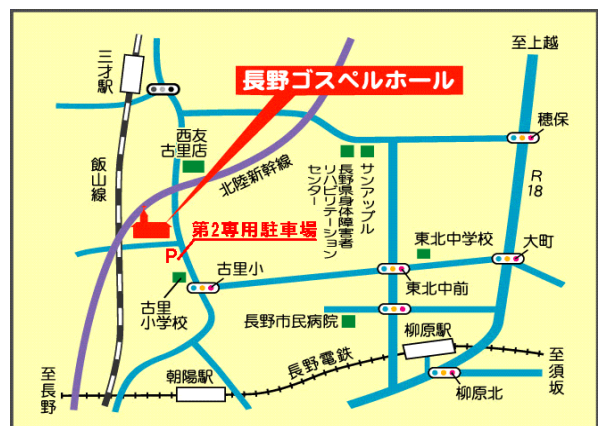 至上越
三才駅
長野ゴスペルホール
穂保
西友
古里店
飯山線
北陸新幹線
サンアップル
長野県身体障害者
リハビリテーション
センター
R
18
第2専用駐車場
P
東北中学校
大町
古里小
古里
小学校
東北中前
長野市民病院
柳原駅
長野電鉄
至長野
朝陽駅
至須坂
柳原北